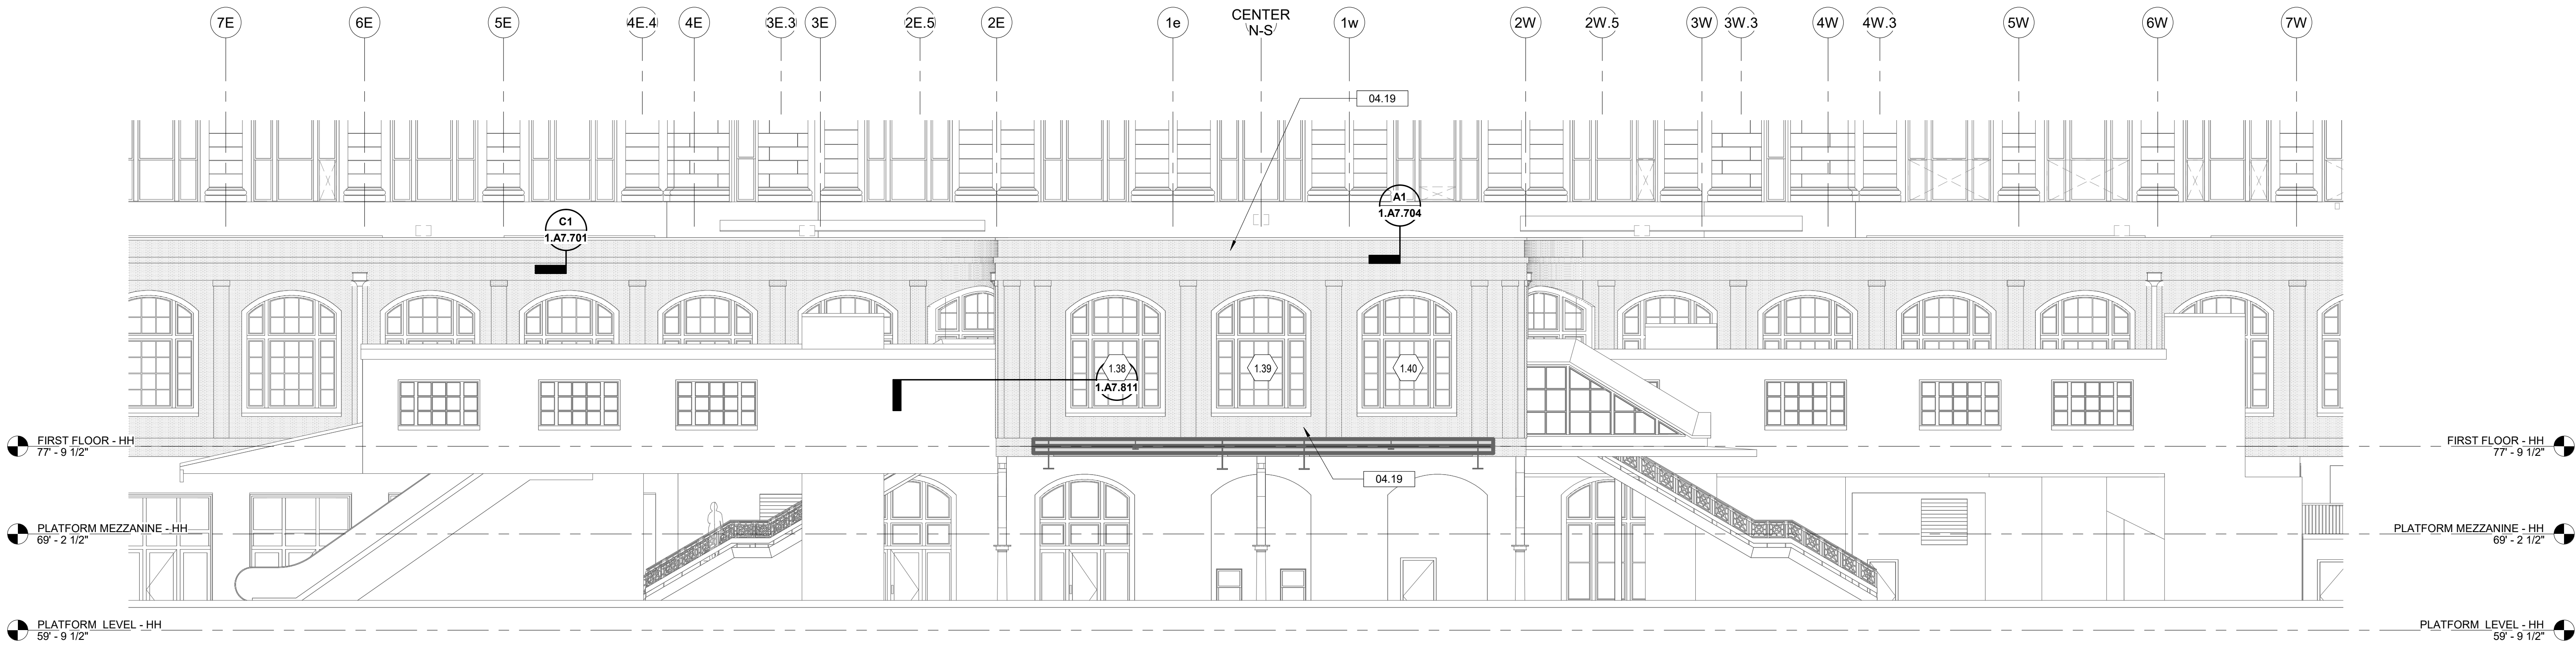 7E 6E 5E 4E.4 4E 3E.3 3E 2E.5 2E 1e CENTER 1w 2W 2W.5 3W 3W.3 4W 4W.3 5W 6W 7W
N-S
04.19
A1
1.A7.704
C1
1.A7.701
1.38 1.39 1.40
1.A7.811
FIRST FLOOR - HH FIRST FLOOR - HH
77' - 9 1/2" 77' - 9 1/2"
04.19
PLATFORM MEZZANINE - HH PLATFORM MEZZANINE - HH
69' - 2 1/2" 69' - 2 1/2"
PLATFORM LEVEL - HH PLATFORM LEVEL - HH
59' - 9 1/2" 59' - 9 1/2"